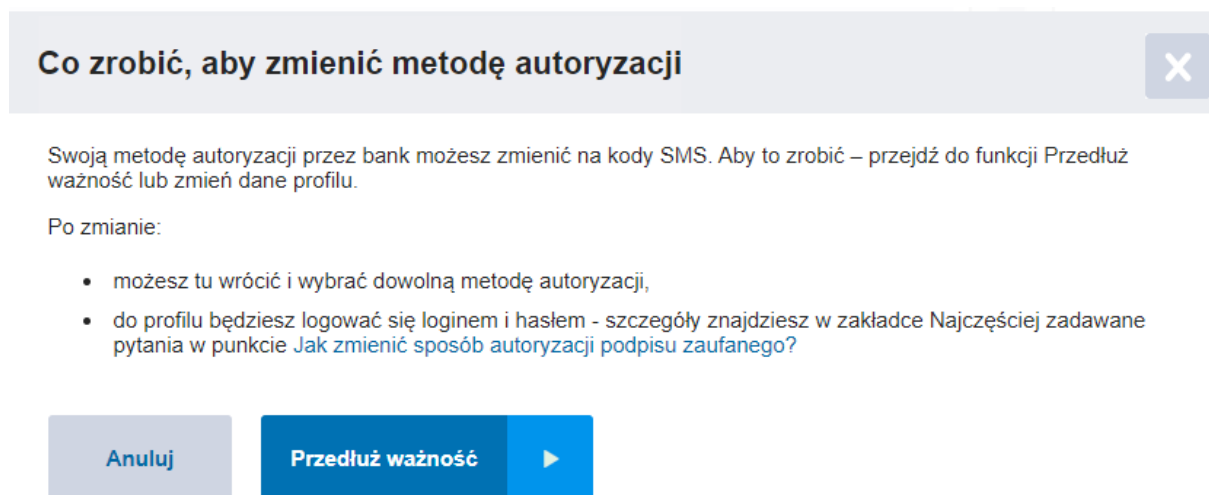 Co zrobić, aby zmienić metodę autoryzacji
Swoją metodę autoryzacji przez bank możesz zmienić na kody SMS. Aby to zrobić – przejdź do funkcji Przedłuż
ważność lub zmień dane profilu.
Po zmianie:
• możesz tu wrócić i wybrać dowolną metodę autoryzacji,
• do profilu będziesz logować się loginem i hasłem - szczegóły znajdziesz w zakładce Najczęściej zadawane
pytania w punkcie Jak zmienić sposób autoryzacji podpisu zaufanego?
Anuluj
Przedłuż ważność